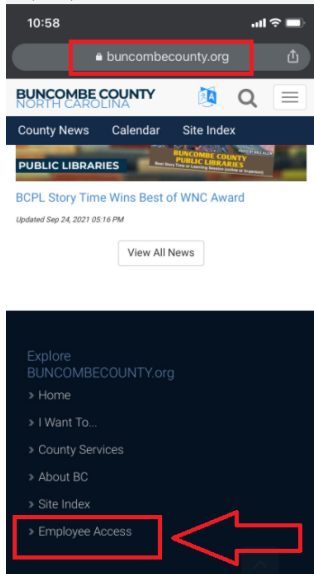 10:58
buncombecounty.org
BUNCOMBE COUNTY
NORTH CAROLINA
County News Calendar Site Index
PUBLIC LIBRARIES
BUNCOMBE COUNTY
PUBLIC LIBRARIES
BCPL Story Time Wins Best of WNC Award
Updated Sep 24, 2021 05:16 PM
View All News
Explore
BUNCOMBECOUNTY.org
> Home
> I Want To...
> County Services
> About BC
> Site Index
> Employee Access